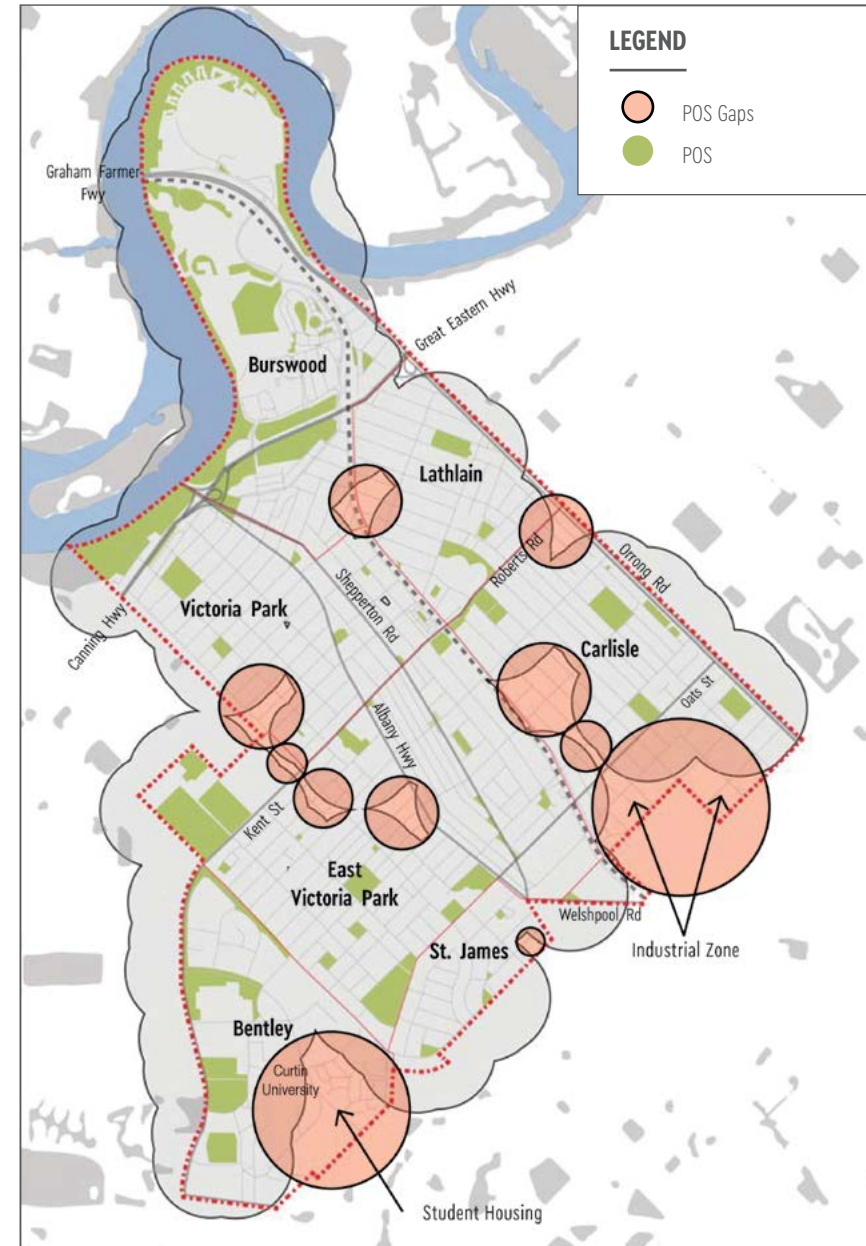 LEGEND
POS Gaps
POS
Graham Farmer
Fwy
Great Eastern Hwy
Burswood
Lathlain
Roberts Rd
Orrong Rd
Shepperton Rd
Victoria Park
Canning Hwy
Carlisle
Oats St
Albany Hwy
Kent St
East
Victoria Park
Welshpool Rd
Industrial Zone
St. James
Bentley
Curtin
University
Student Housing